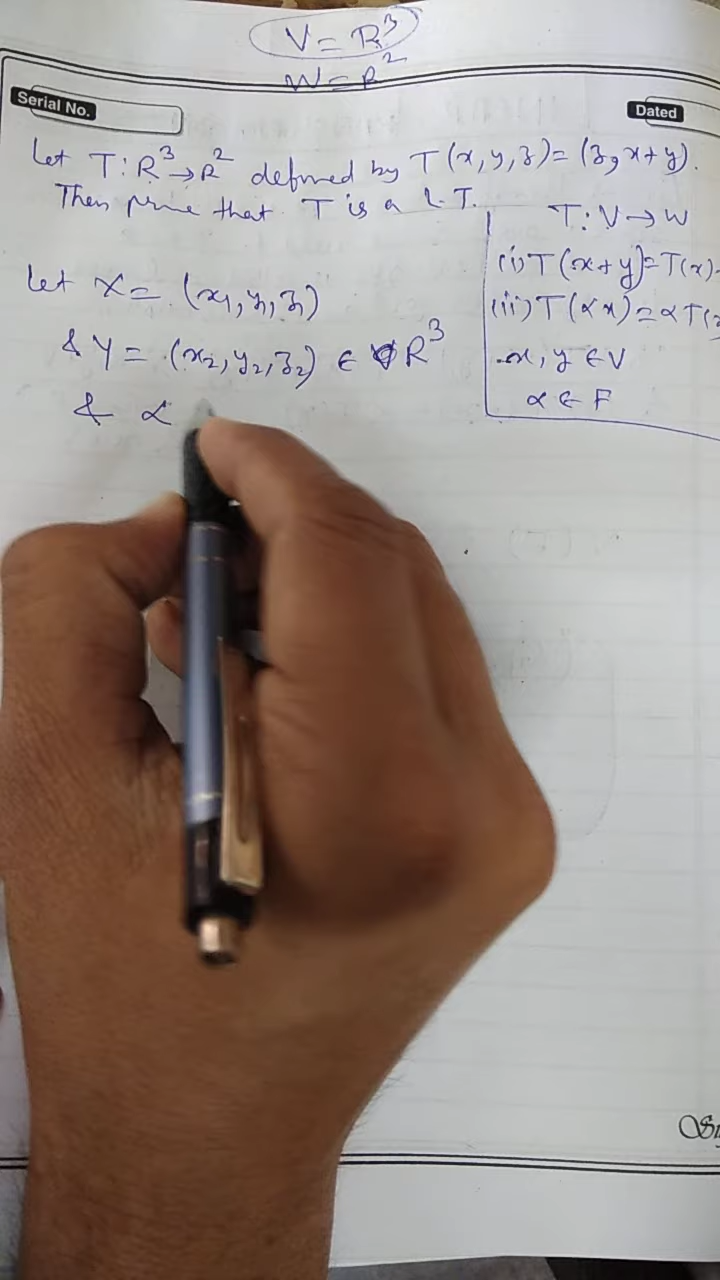 V = R³
W = R²
Serial No.
Dated
Let T: R³→R² defined by T(x, y, z) = (z, x+y).
Then prove that T is a L.T.
T: V → W
(i) T(x+y) = T(x)
(ii) T(αx) = αT(
x, y ∈ V
α ∈ F
Let X = (x₁, y₁, z₁)
& Y = (x₂, y₂, z₂) ∈ R³
& α